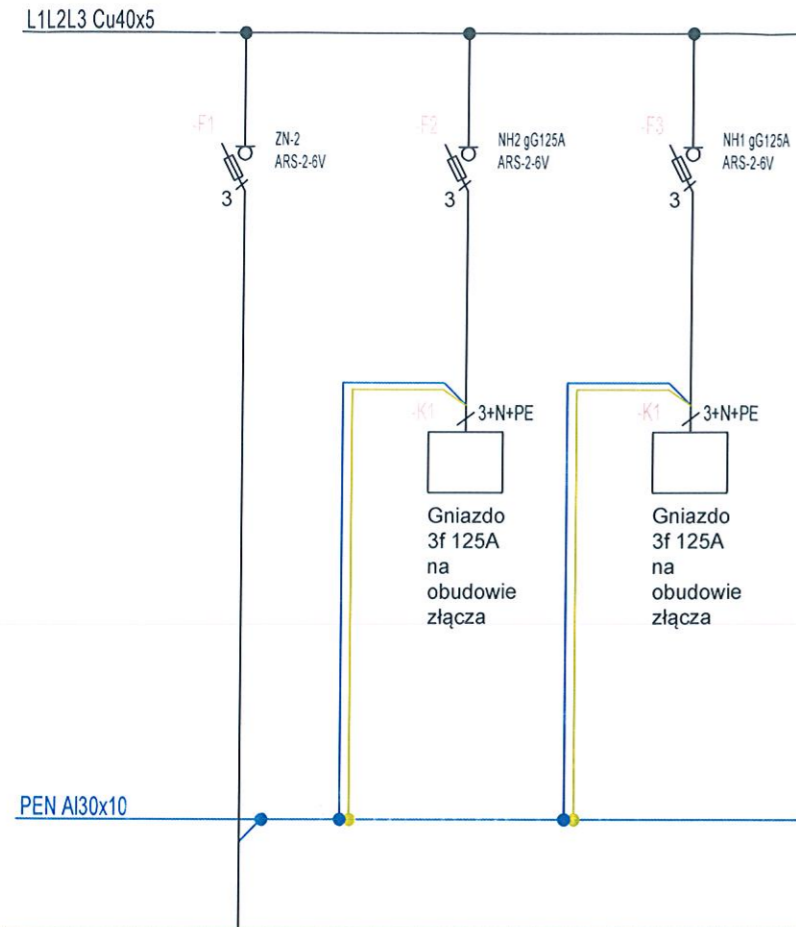 L1L2L3 Cu40x5
-F1
ZN-2
ARS-2-6V
3
F2
NH2 gG125A
ARS-2-6V
3
-F3
NH1 gG125A
ARS-2-6V
3
-K1
3+N+PE
Gniazdo
3f 125A
na
obudowie
złącza
-K1
3+N+PE
Gniazdo
3f 125A
na
obudowie
złącza
PEN Al30x10